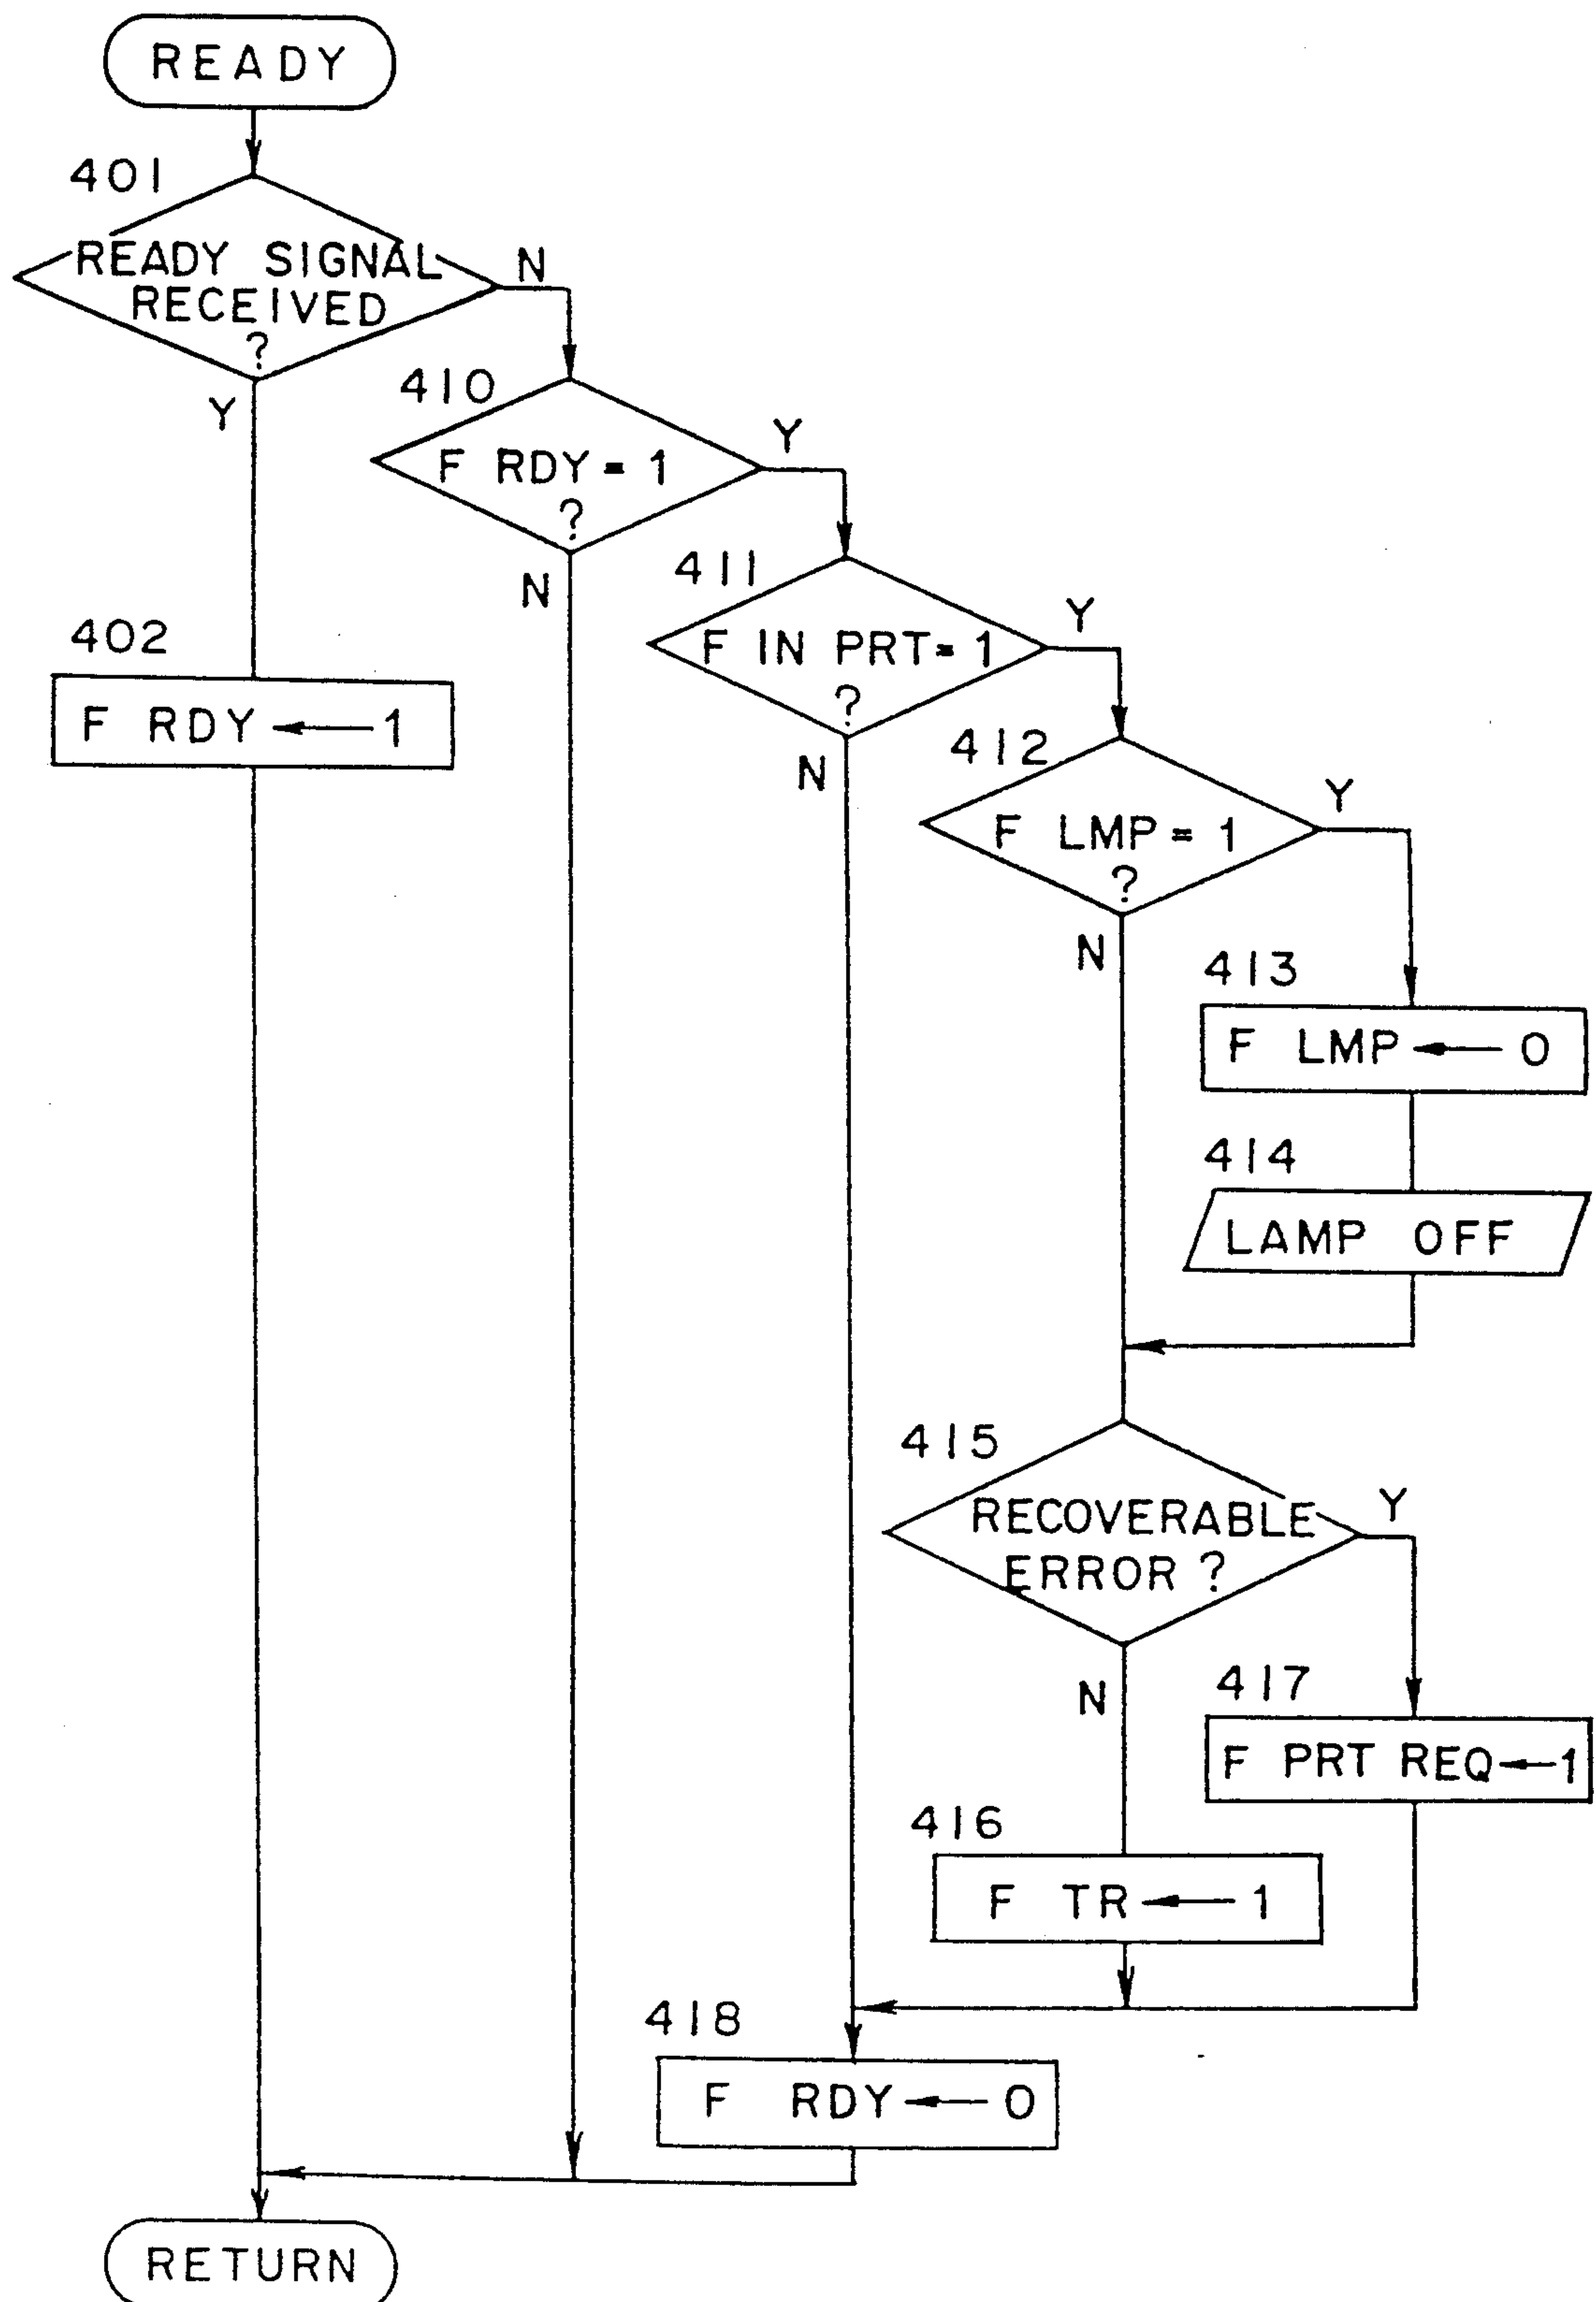 READY
401
READY SIGNAL
RECEIVED
?
N
Y
410
F RDY = 1
?
Y
N
411
F IN PRT = 1
?
Y
N
402
F RDY ← 1
412
F LMP = 1
?
Y
N
413
F LMP ← 0
414
LAMP OFF
415
RECOVERABLE
ERROR ?
Y
N
417
F PRT REQ ← 1
416
F TR ← 1
418
F RDY ← 0
RETURN